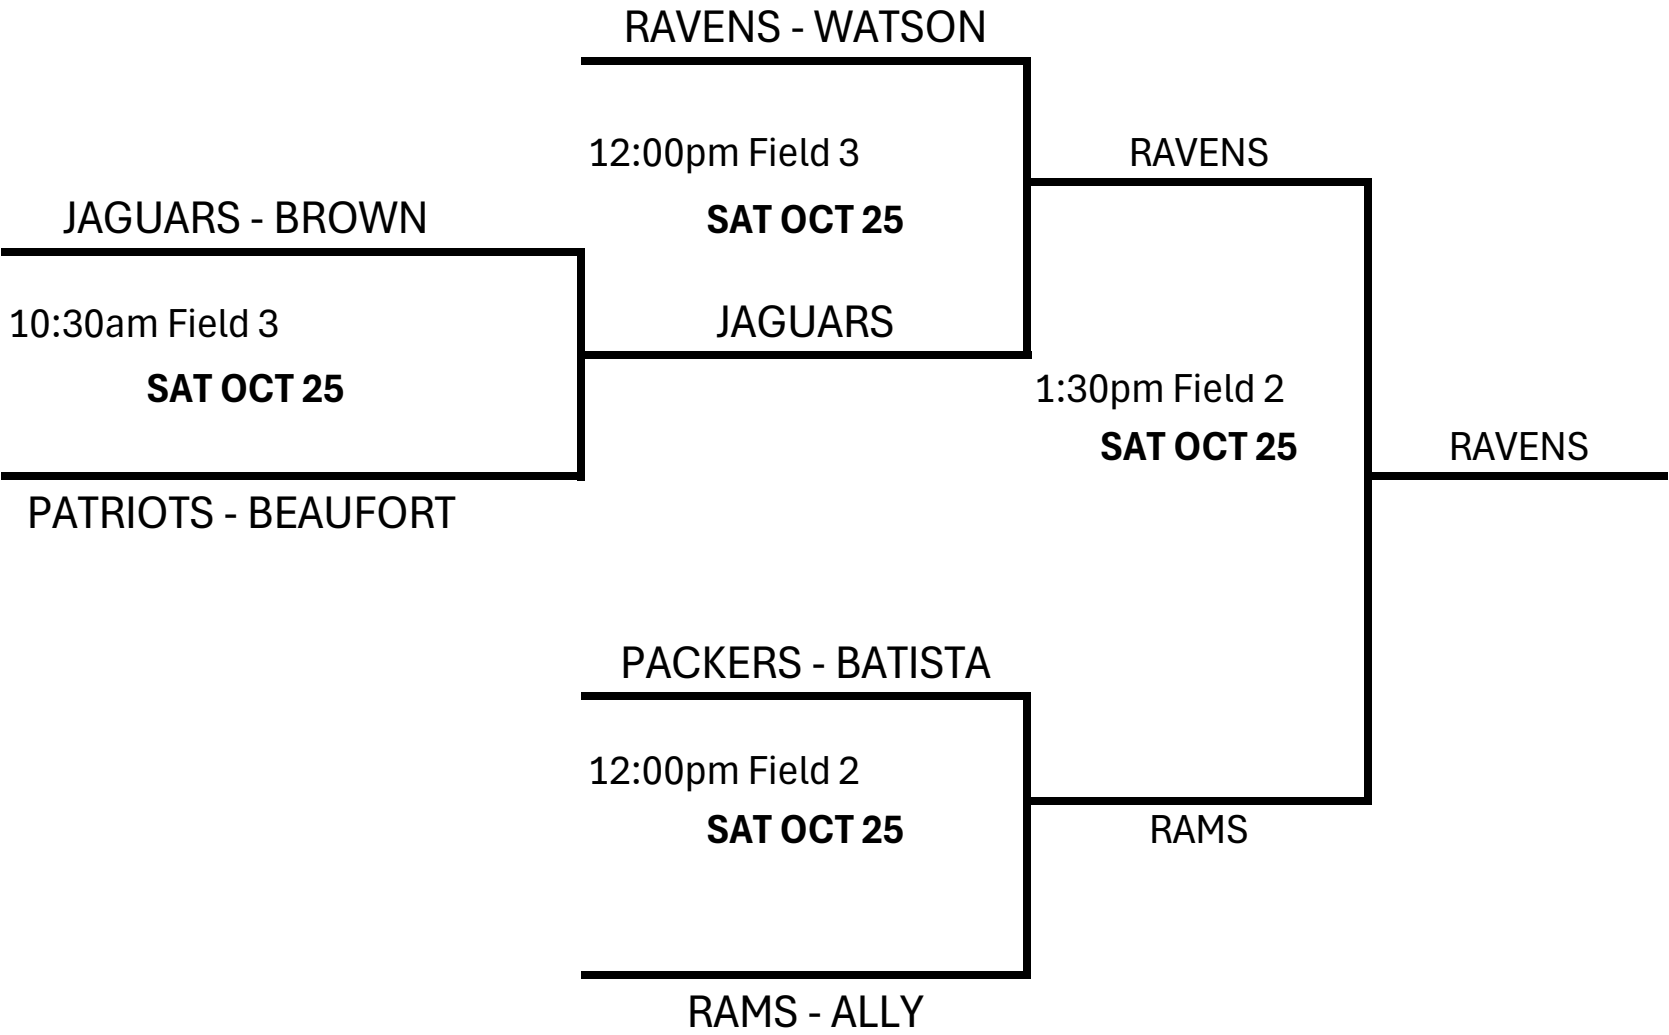 RAVENS - WATSON
12:00pm Field 3
RAVENS
SAT OCT 25
JAGUARS - BROWN
10:30am Field 3
JAGUARS
SAT OCT 25
1:30pm Field 2
SAT OCT 25
RAVENS
PATRIOTS - BEAUFORT
PACKERS - BATISTA
12:00pm Field 2
SAT OCT 25
RAMS
RAMS - ALLY